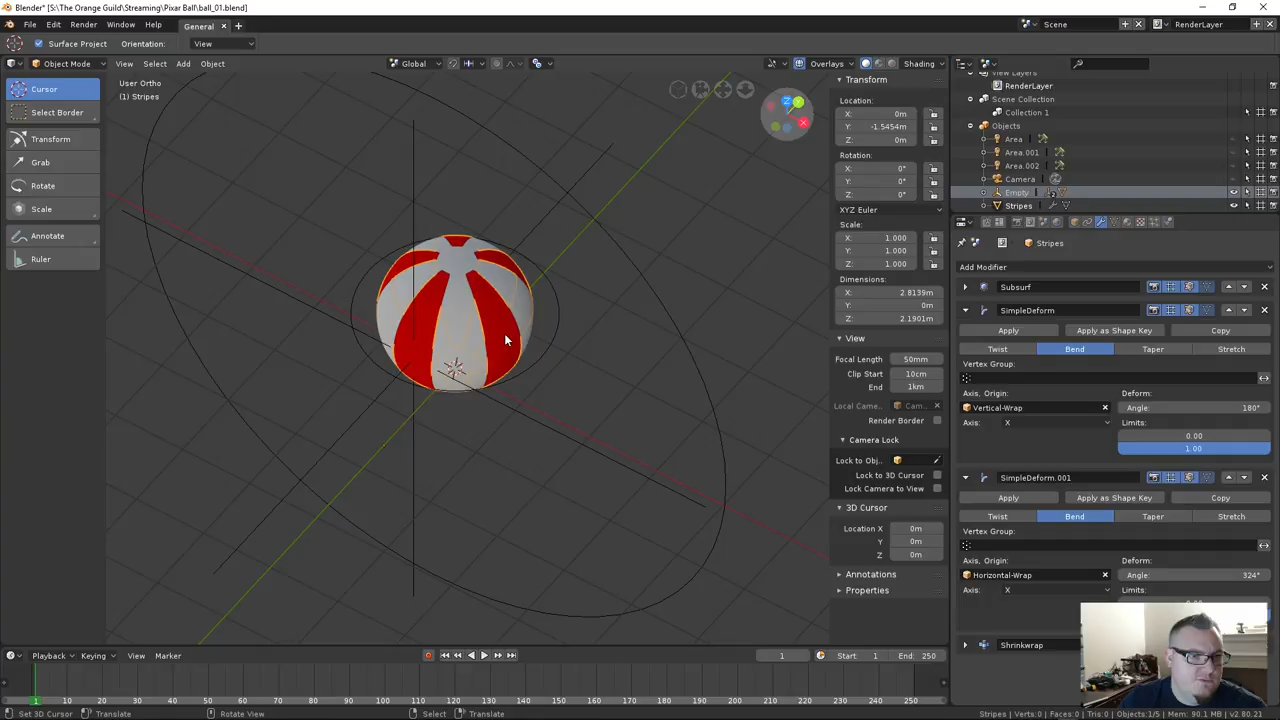 Blender* [S:\The Orange Guild\Streaming\Pixar Ball\ball_01.blend]
File Edit Render Window Help General Scene RenderLayer
Surface Project Orientation: View
Object Mode View Select Add Object Global Overlays Shading
Cursor
Select Border
Transform
Grab
Rotate
Scale
Annotate
Ruler
User Ortho
(1) Stripes
Transform
Location:
X: 0m
Y: -1.5454m
Z: 0m
Rotation:
X: 0°
Y: 0°
Z: 0°
XYZ Euler
Scale:
X: 1.000
Y: 1.000
Z: 1.000
Dimensions:
X: 2.8139m
Y: 0m
Z: 2.1901m
View
Focal Length 50mm
Clip Start 10cm
End 1km
Local Came.. Cam..
Render Border
Camera Lock
Lock to Obj..
Lock to 3D Cursor
Lock Camera to View
3D Cursor
Location X 0m
Y 0m
Z 0m
Annotations
Properties
View Layers
RenderLayer
Scene Collection
Collection 1
Objects
Area
Area.001
Area.002
Camera
Empty
Stripes
Stripes
Add Modifier
Subsurf
SimpleDeform
Apply Apply as Shape Key Copy
Twist Bend Taper Stretch
Vertex Group:
Axis, Origin: Deform:
Vertical-Wrap Angle: 180°
Axis: X Limits:
0.00
1.00
SimpleDeform.001
Apply Apply as Shape Key Copy
Twist Bend Taper Stretch
Vertex Group:
Axis, Origin: Deform:
Horizontal-Wrap Angle: 324°
Axis: X Limits:
Shrinkwrap
Playback Keying View Marker 1 Start: 1 End: 250
1 10 20 30 40 50 60 70 80 90 100 110 120 130 140 150 160 170 180 190 200 210 220 230 240 250
Set 3D Cursor Translate Rotate View Select Translate Stripes | Verts:0 | Faces:0 | Tris:0 | Objects:1/5 | Mem: 90.1 MB | v2.80.21